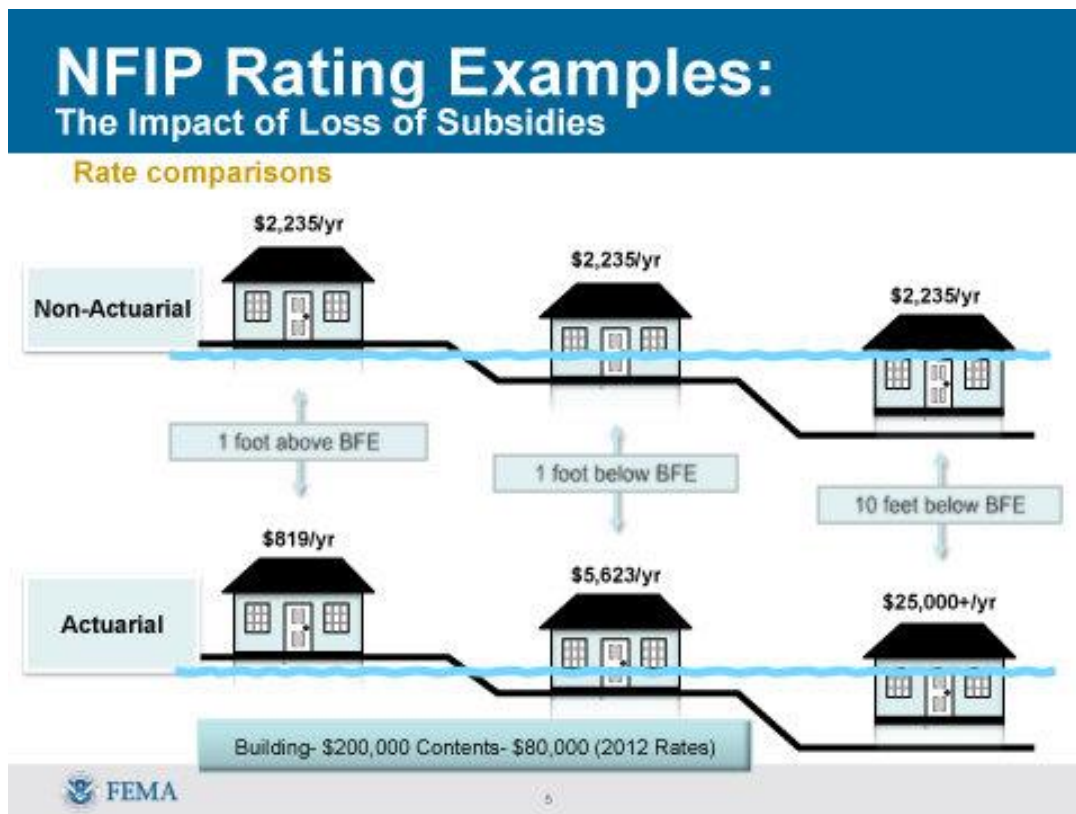 NFIP Rating Examples:
The Impact of Loss of Subsidies
Rate comparisons
$2,235/yr
$2,235/yr
$2,235/yr
Non-Actuarial
1 foot above BFE
1 foot below BFE
10 feet below BFE
$819/yr
$5,623/yr
$25,000+/yr
Actuarial
Building- $200,000 Contents- $80,000 (2012 Rates)
FEMA
5